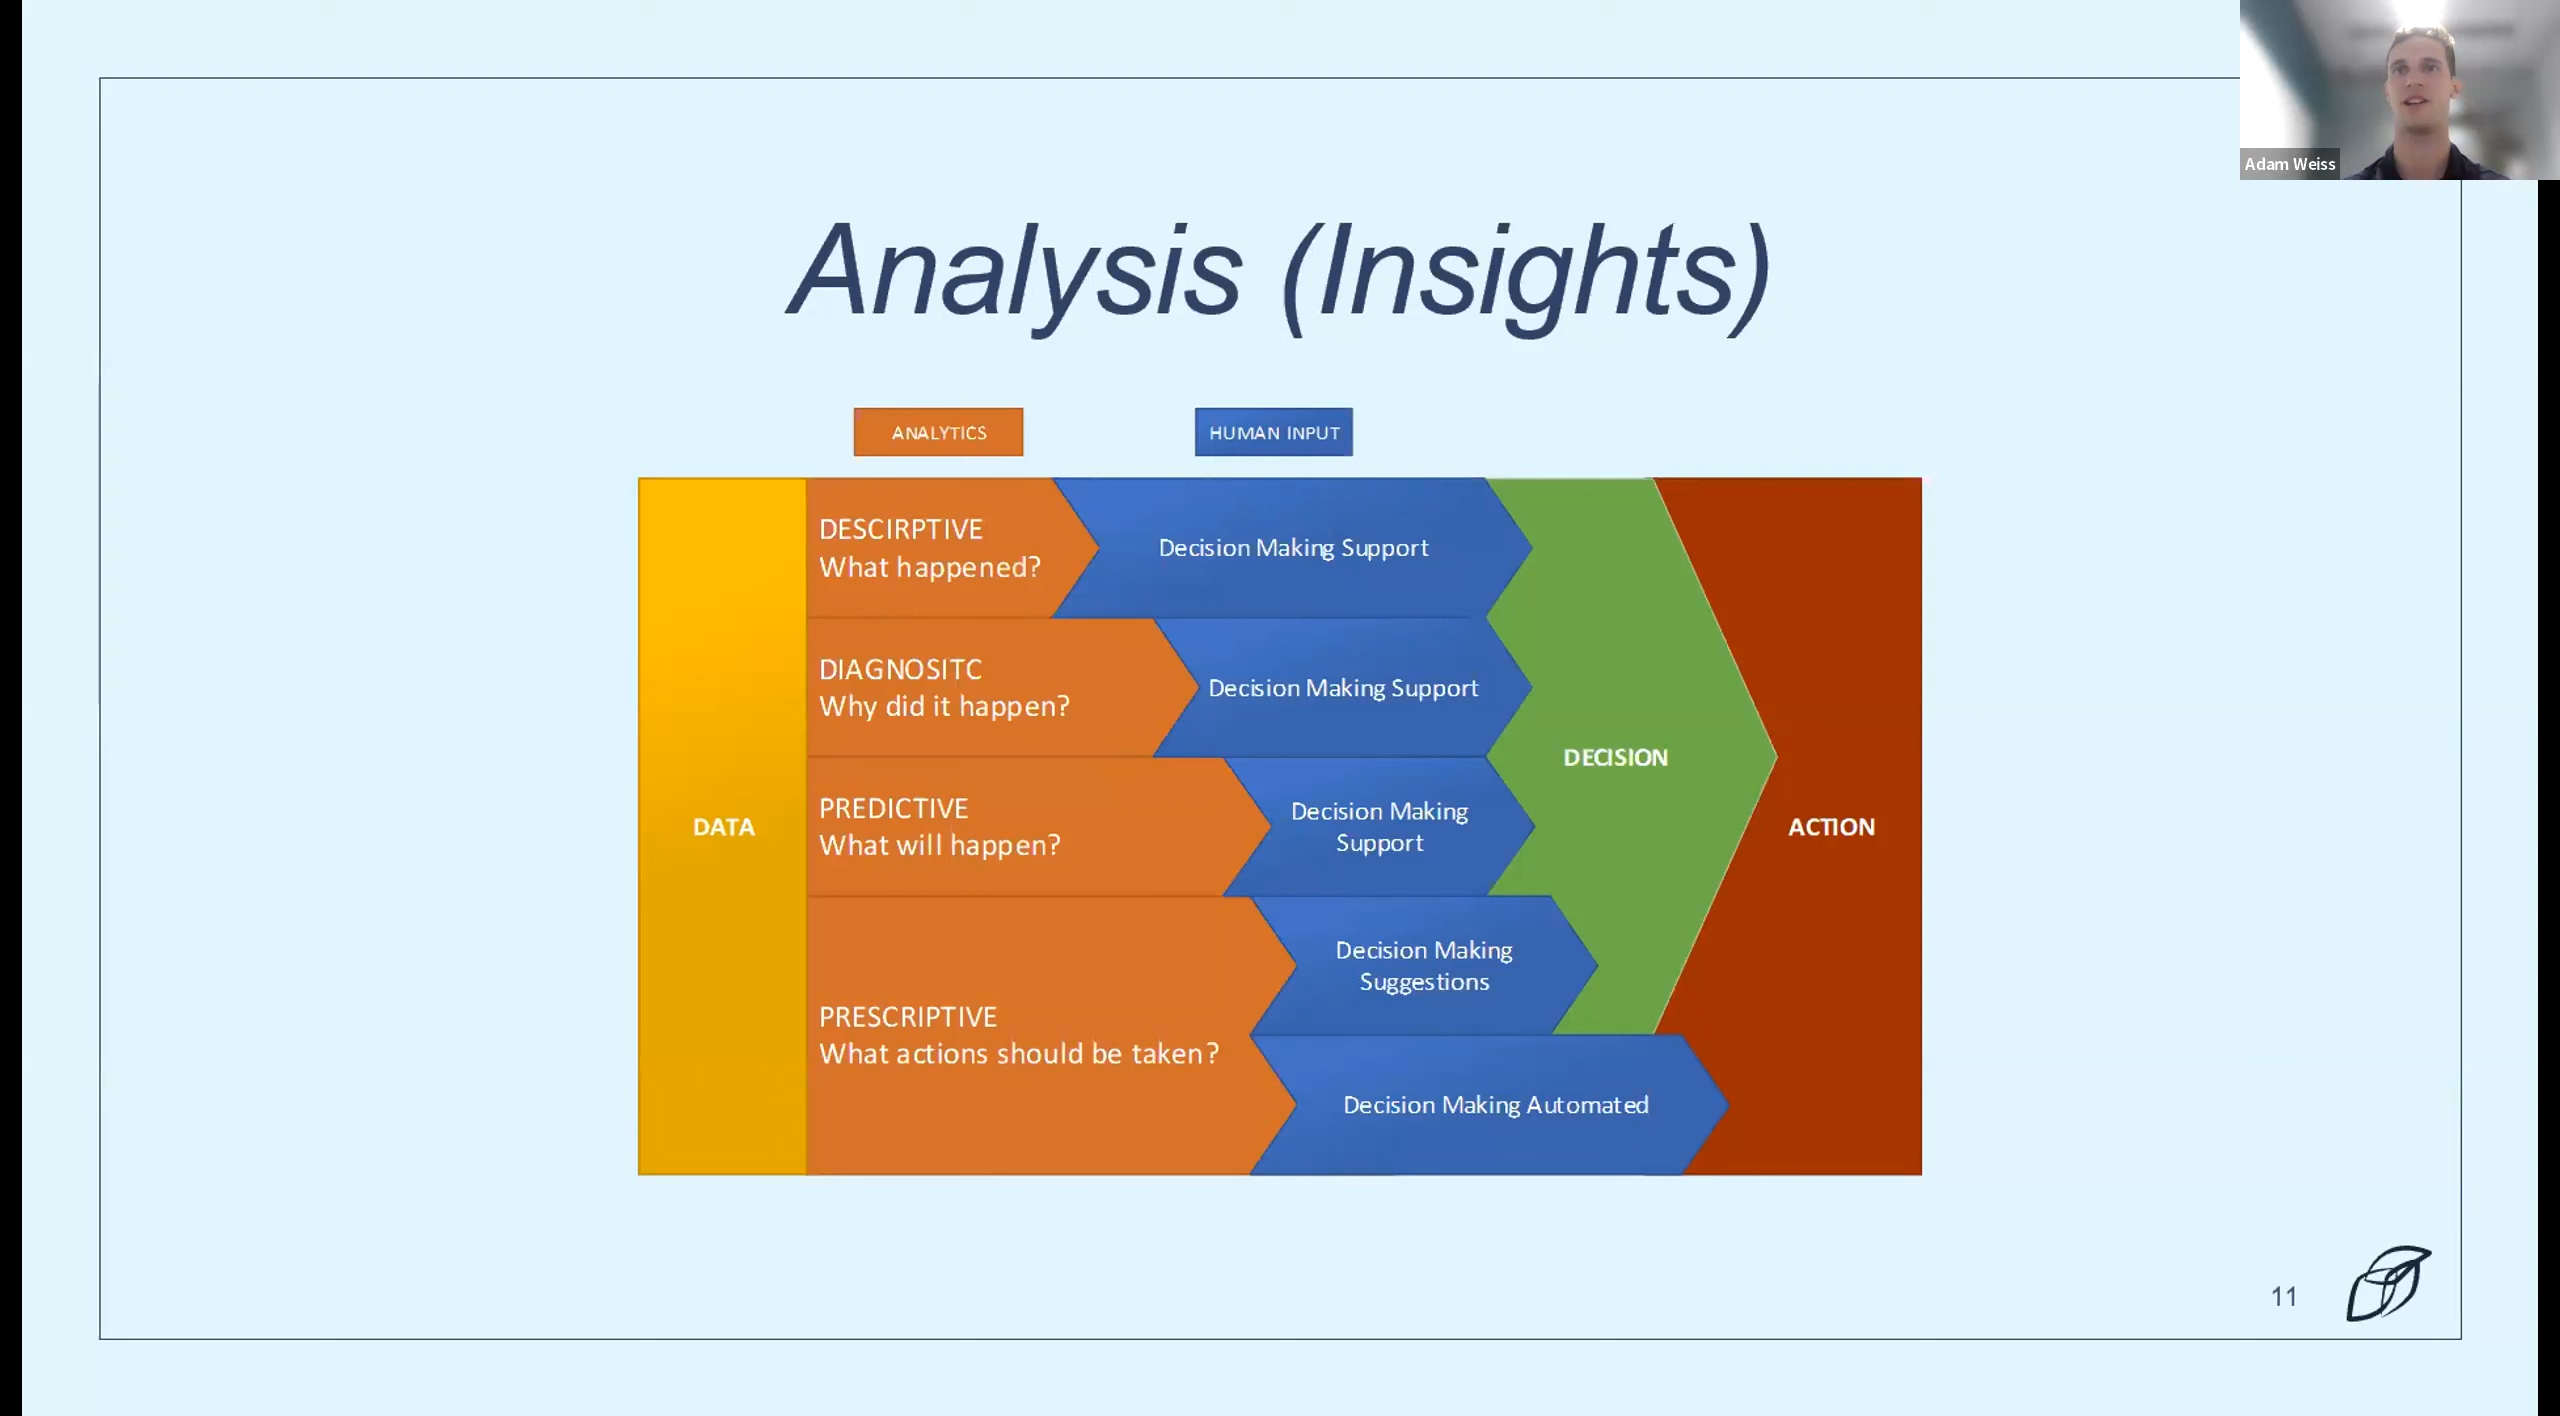 Adam Weiss
Analysis (Insights)
ANALYTICS
HUMAN INPUT
DATA
DESCIRPTIVE
What happened?
Decision Making Support
DIAGNOSITC
Why did it happen?
Decision Making Support
PREDICTIVE
What will happen?
Decision Making
Support
PRESCRIPTIVE
What actions should be taken?
Decision Making
Suggestions
Decision Making Automated
DECISION
ACTION
11